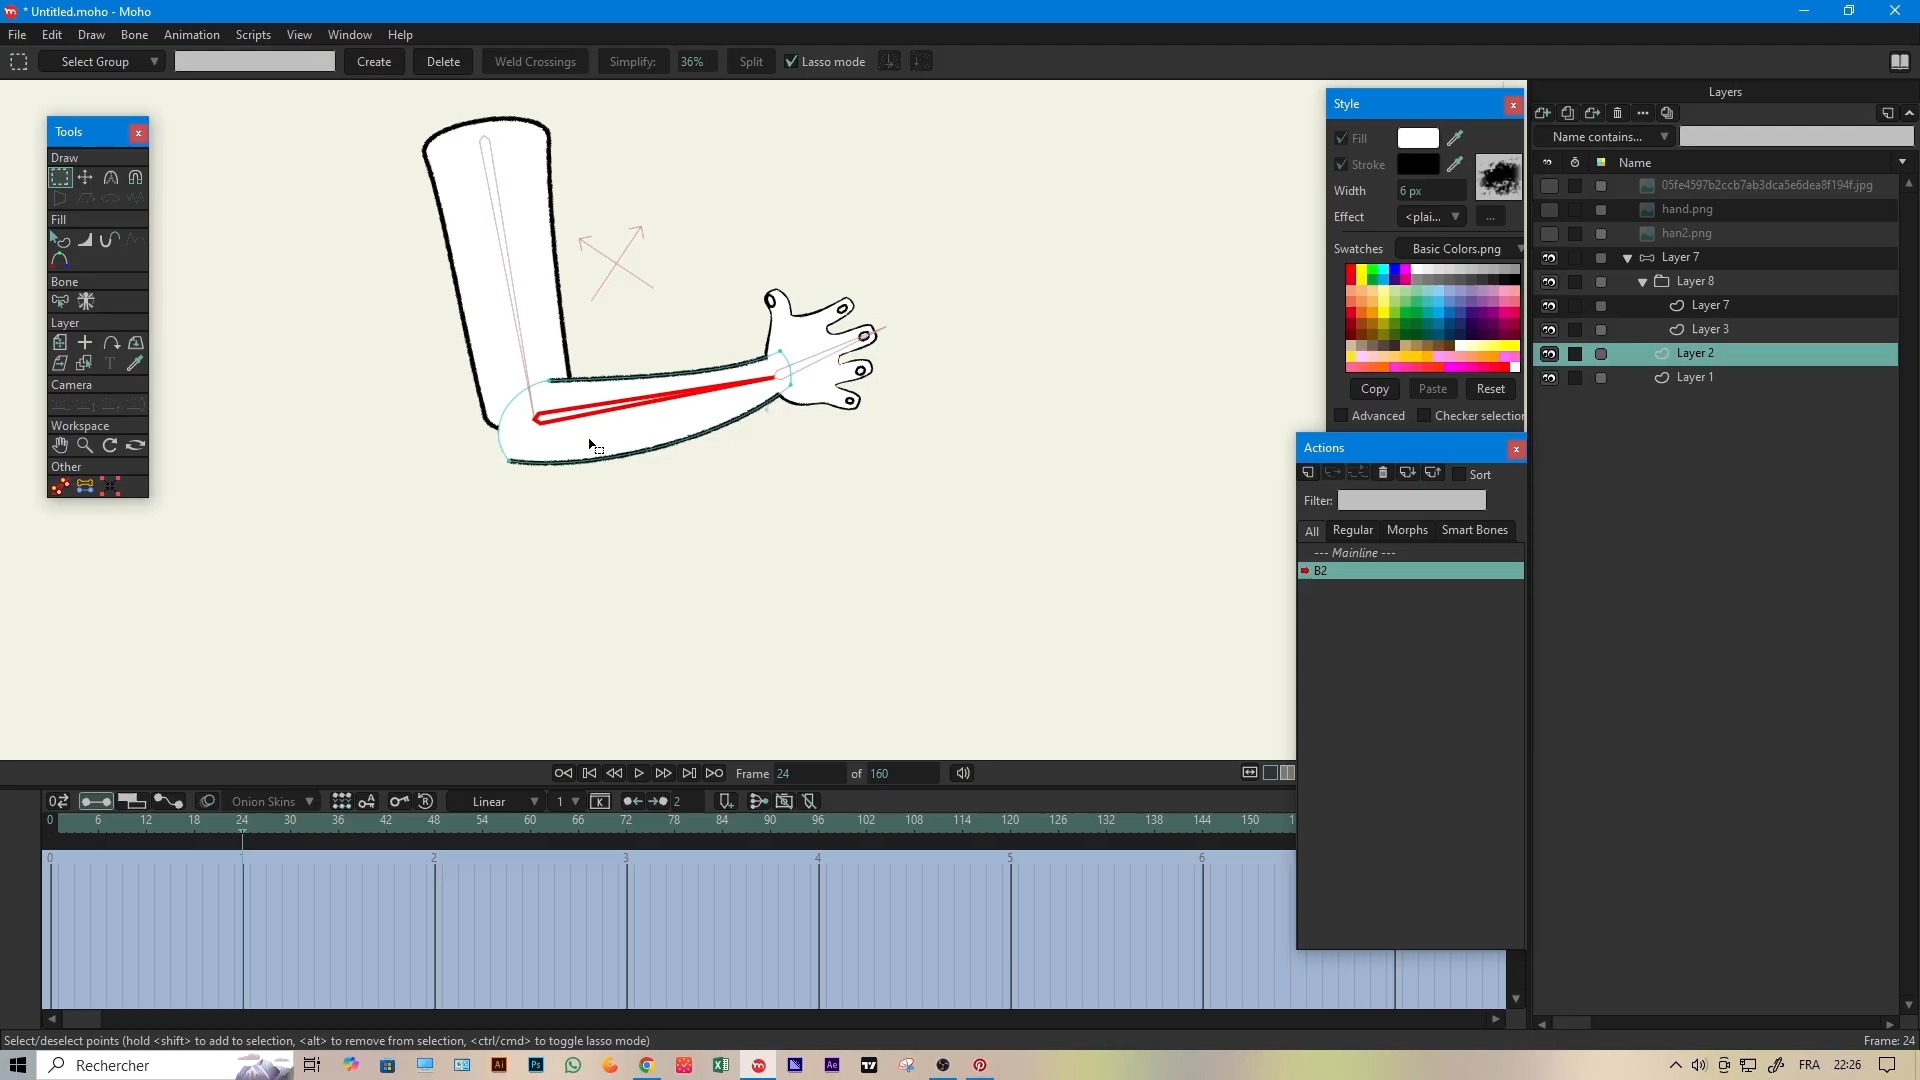 * Untitled.moho - Moho
File Edit Draw Bone Animation Scripts View Window Help
Select Group Create Delete Weld Crossings Simplify: 36% Split Lasso mode
Tools
Draw
Fill
Bone
Layer
Camera
Workspace
Other
Style
Fill
Stroke
Width 6 px
Effect <plai... ...
Swatches Basic Colors.png
Copy Paste Reset
Advanced Checker selection
Actions
Sort
Filter:
All Regular Morphs Smart Bones
--- Mainline ---
B2
Layers
Name contains...
Name
05fe4597b2ccb7ab3dca5e6dea8f194f.jpg
hand.png
han2.png
Layer 7
Layer 8
Layer 7
Layer 3
Layer 2
Layer 1
Frame 24 of 160
Onion Skins Linear 1 2
0 6 12 18 24 30 36 42 48 54 60 66 72 78 84 90 96 102 108 114 120 126 132 138 144 150
0 1 2 3 4 5 6
Select/deselect points (hold <shift> to add to selection, <alt> to remove from selection, <ctrl/cmd> to toggle lasso mode) Frame: 24
Rechercher FRA 22:26